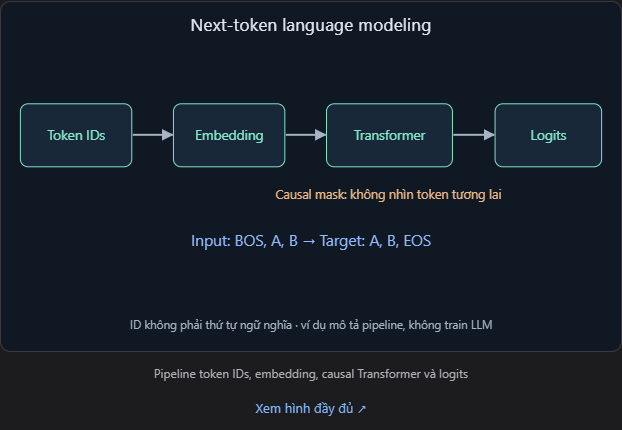 Next-token language modeling
Token IDs
Embedding
Transformer
Logits
Causal mask: không nhìn token tương lai
Input: BOS, A, B → Target: A, B, EOS
ID không phải thứ tự ngữ nghĩa · ví dụ mô tả pipeline, không train LLM
Pipeline token IDs, embedding, causal Transformer và logits
Xem hình đầy đủ ↗